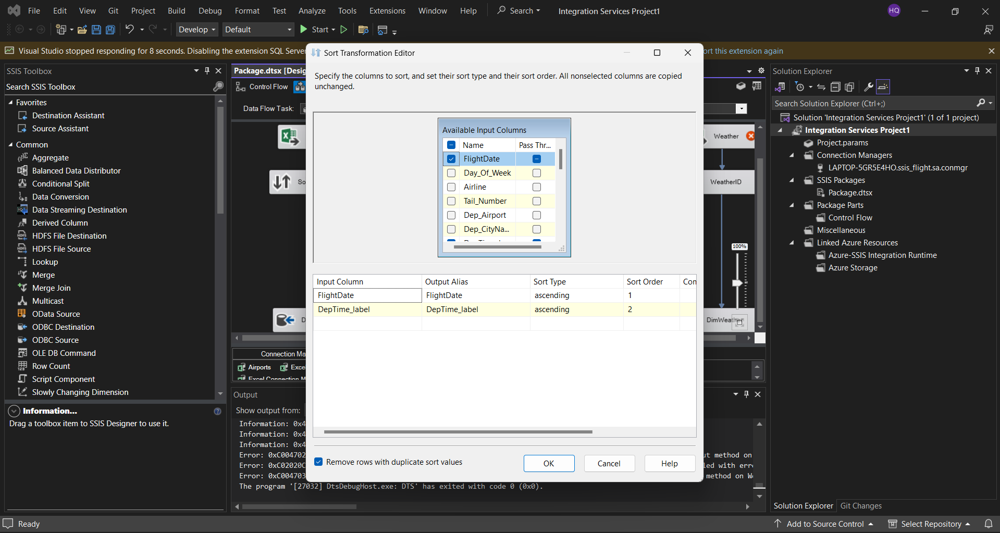 File Edit View Git Project Build Debug Format Test Analyze Tools Extensions Window Help Search Integration Services Project1 HQ
Develop Default Start
Visual Studio stopped responding for 8 seconds. Disabling the extension SQL Server
ort this extension again
SSIS Toolbox
Search SSIS Toolbox
Favorites
Destination Assistant
Source Assistant
Common
Aggregate
Balanced Data Distributor
Conditional Split
Data Conversion
Data Streaming Destination
Derived Column
HDFS File Destination
HDFS File Source
Lookup
Merge
Merge Join
Multicast
OData Source
ODBC Destination
ODBC Source
OLE DB Command
Row Count
Script Component
Slowly Changing Dimension
Information...
Drag a toolbox item to SSIS Designer to use it.
Package.dtsx [Desig
Control Flow
Data Flow Task:
So
D
Weather
WeatherID
100%
DimWeather
Connection Ma
Airports Exce
Excel Connection M
Output
Show output from:
Information: 0x4
Information: 0x4
Information: 0x4
Error: 0xC004702 ut method on
Error: 0xC02020C led with erro
Error: 0xC004703 method on W
The program '[27032] DtsDebugHost.exe: DTS' has exited with code 0 (0x0).
Sort Transformation Editor
Specify the columns to sort, and set their sort type and their sort order. All nonselected columns are copied
unchanged.
Available Input Columns
Name Pass Thr...
FlightDate
Day_Of_Week
Airline
Tail_Number
Dep_Airport
Dep_CityNa...
Input Column Output Alias Sort Type Sort Order Con
FlightDate FlightDate ascending 1
DepTime_label DepTime_label ascending 2
Remove rows with duplicate sort values
OK Cancel Help
Solution Explorer
Search Solution Explorer (Ctrl+;)
Solution 'Integration Services Project1' (1 of 1 project)
Integration Services Project1
Project.params
Connection Managers
LAPTOP-5GR5E4HO.ssis_flight.sa.conmgr
SSIS Packages
Package.dtsx
Package Parts
Control Flow
Miscellaneous
Linked Azure Resources
Azure-SSIS Integration Runtime
Azure Storage
Solution Explorer Git Changes
Ready
Add to Source Control Select Repository